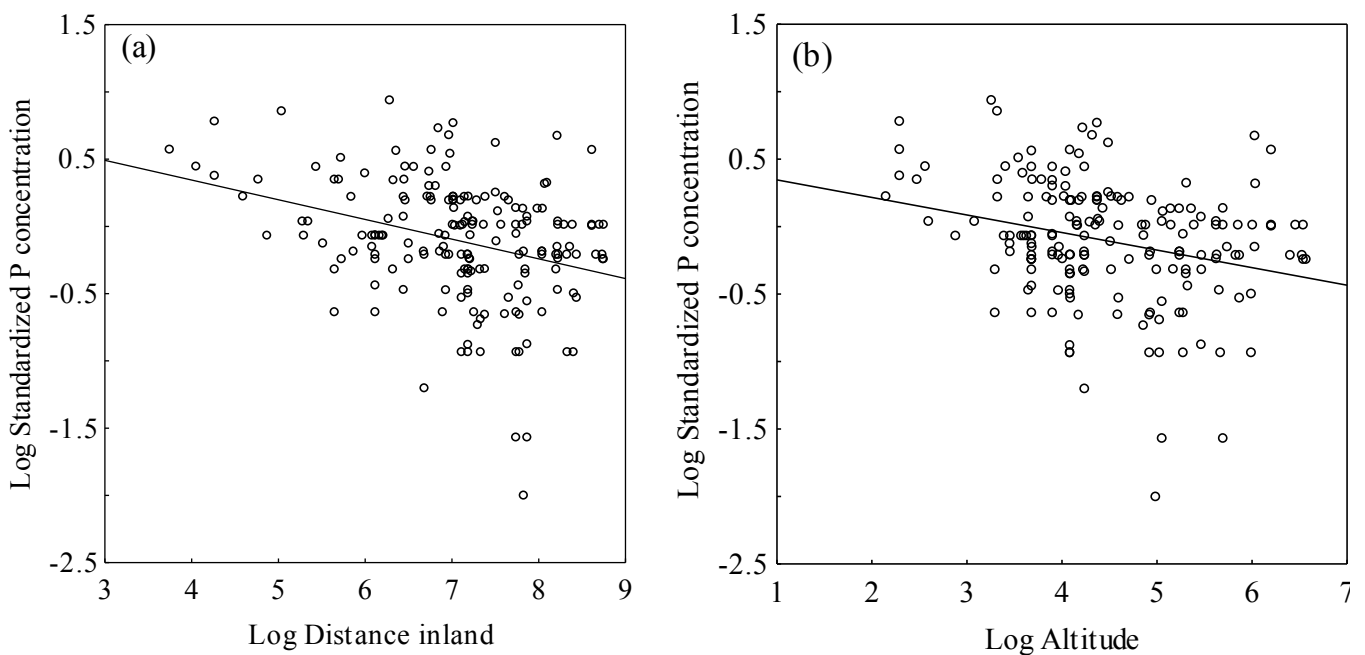 (a)
Log Standardized P concentration
1.5
0.5
-0.5
-1.5
-2.5
3 4 5 6 7 8 9
Log Distance inland
(b)
Log Standardized P concentration
1.5
0.5
-0.5
-1.5
-2.5
1 2 3 4 5 6 7
Log Altitude